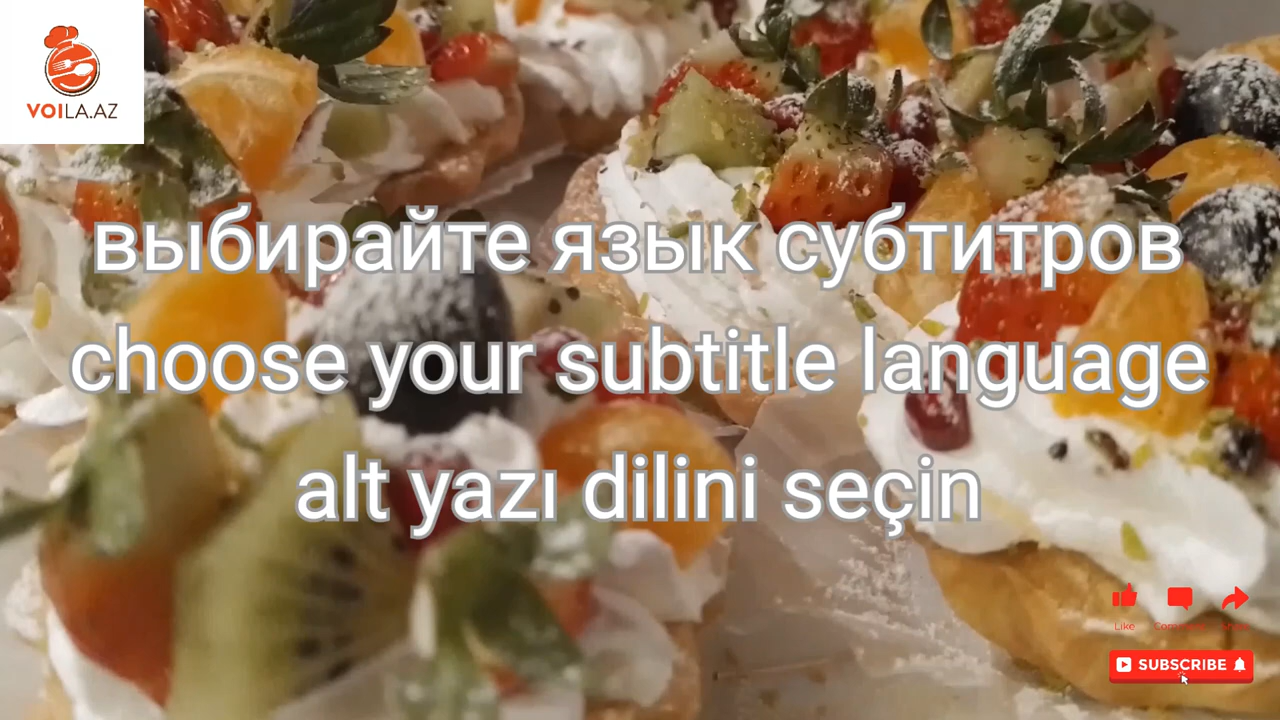 VOILA.AZ
выбирайте язык субтитров
choose your subtitle language
alt yazı dilini seçin
Like
SUBSCRIBE